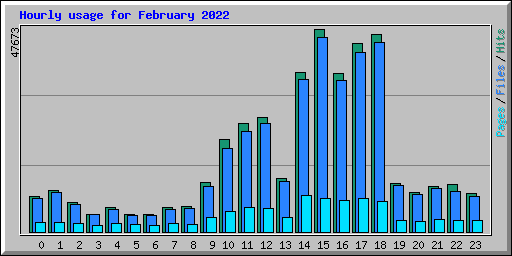 Hourly usage for February 2022
47673
Pages / Files / Hits
0 1 2 3 4 5 6 7 8 9 10 11 12 13 14 15 16 17 18 19 20 21 22 23